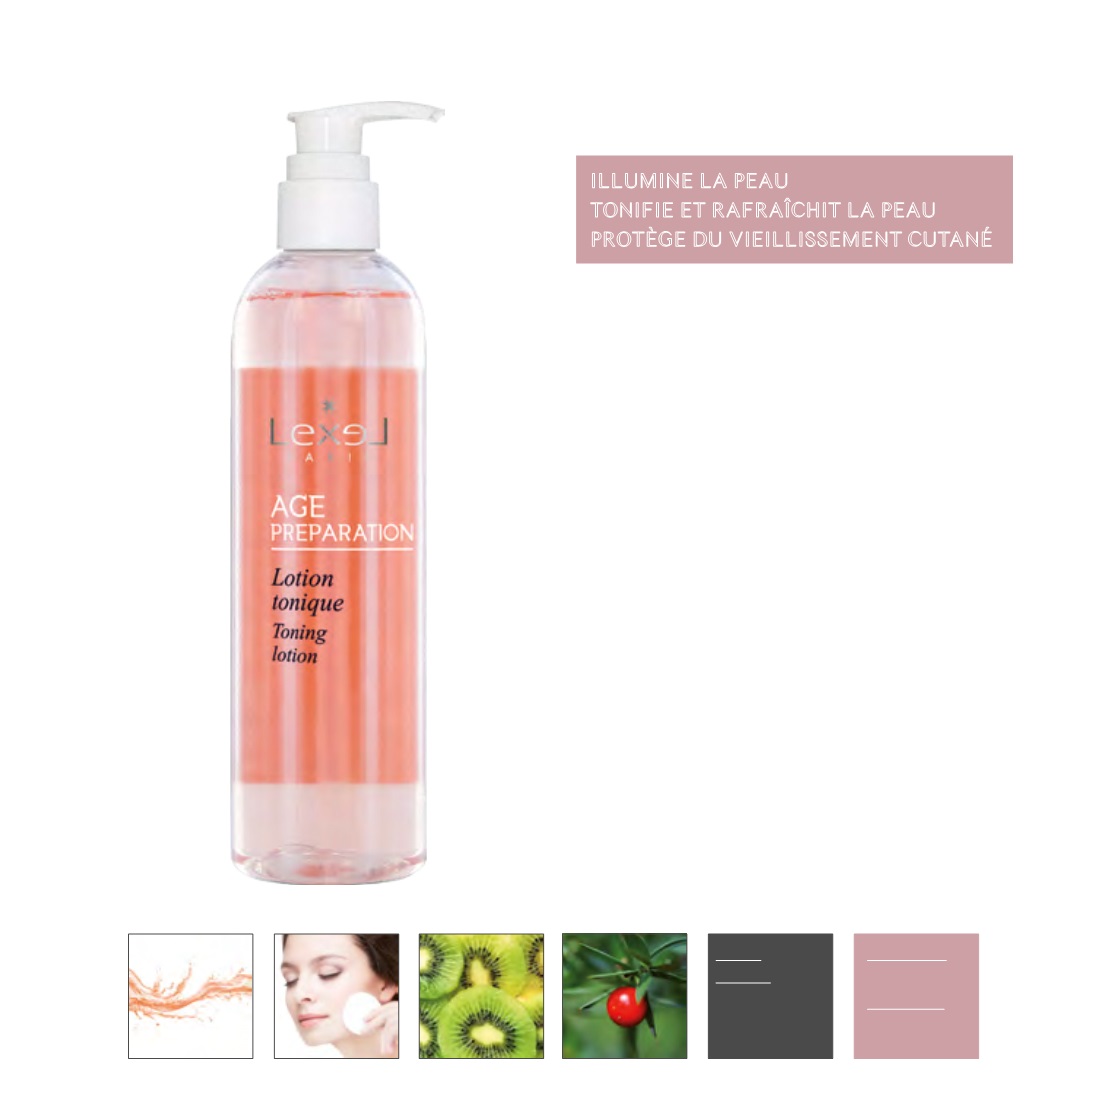 ILLUMINE LA PEAU
TONIFIE ET RAFRAÎCHIT LA PEAU
PROTÈGE DU VIEILLISSEMENT CUTANÉ
LexeL
AGE
PREPARATION
Lotion
tonique
Toning
lotion